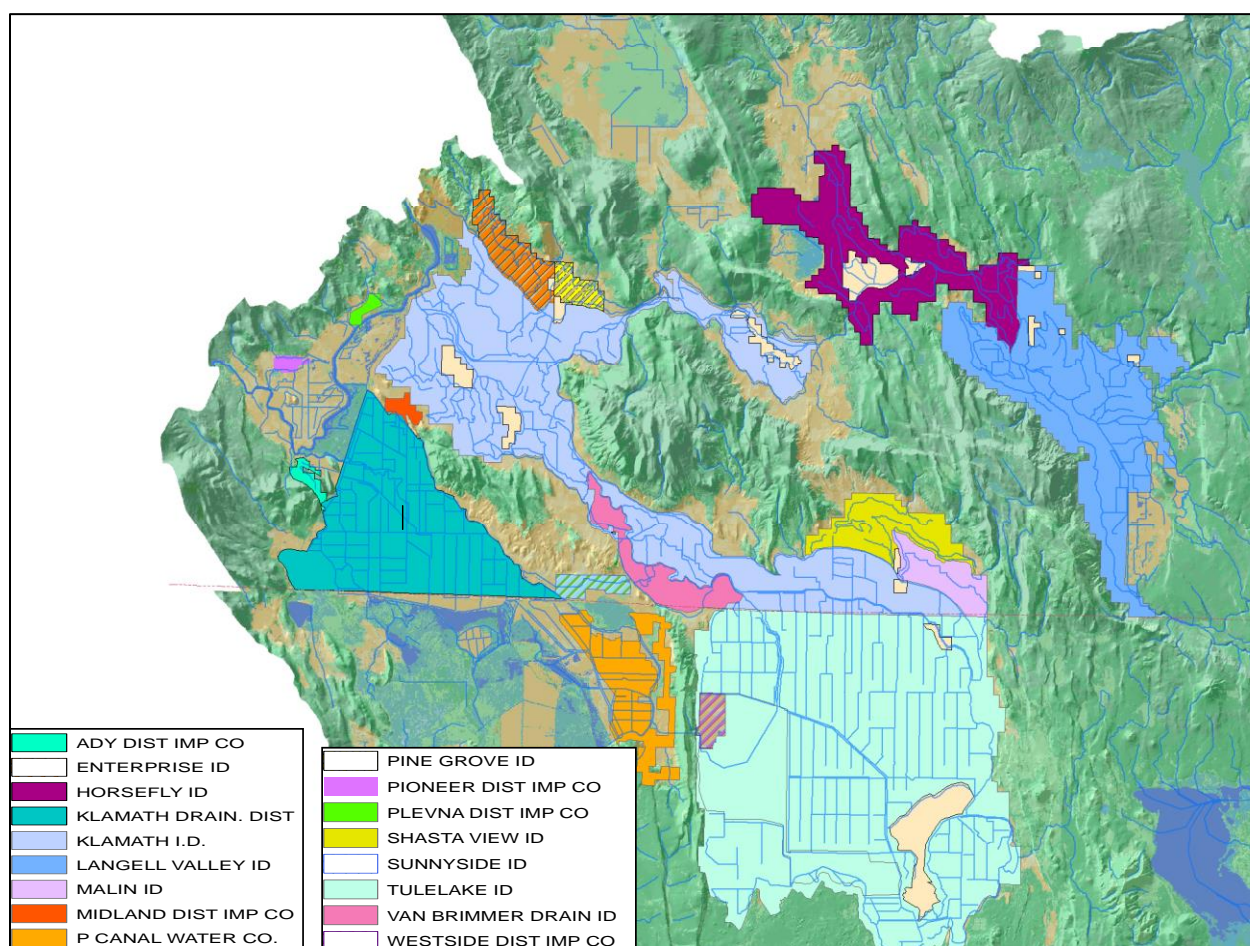 ADY DIST IMP CO
ENTERPRISE ID
HORSEFLY ID
KLAMATH DRAIN. DIST
KLAMATH I.D.
LANGELL VALLEY ID
MALIN ID
MIDLAND DIST IMP CO
P CANAL WATER CO.
PINE GROVE ID
PIONEER DIST IMP CO
PLEVNA DIST IMP CO
SHASTA VIEW ID
SUNNYSIDE ID
TULELAKE ID
VAN BRIMMER DRAIN ID
WESTSIDE DIST IMP CO